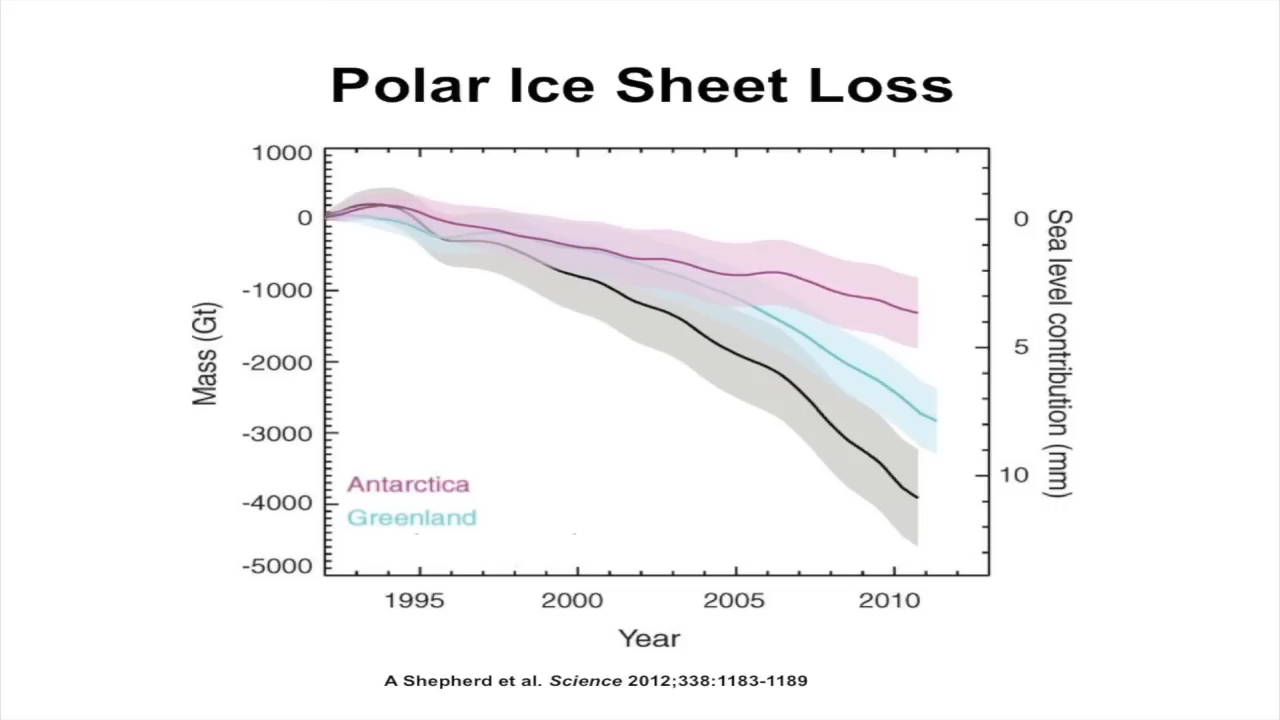 Polar Ice Sheet Loss
1000
0
-1000
-2000
-3000
-4000
-5000
Mass (Gt)
0
5
10
Sea level contribution (mm)
Antarctica
Greenland
1995 2000 2005 2010
Year
A Shepherd et al. Science 2012;338:1183-1189